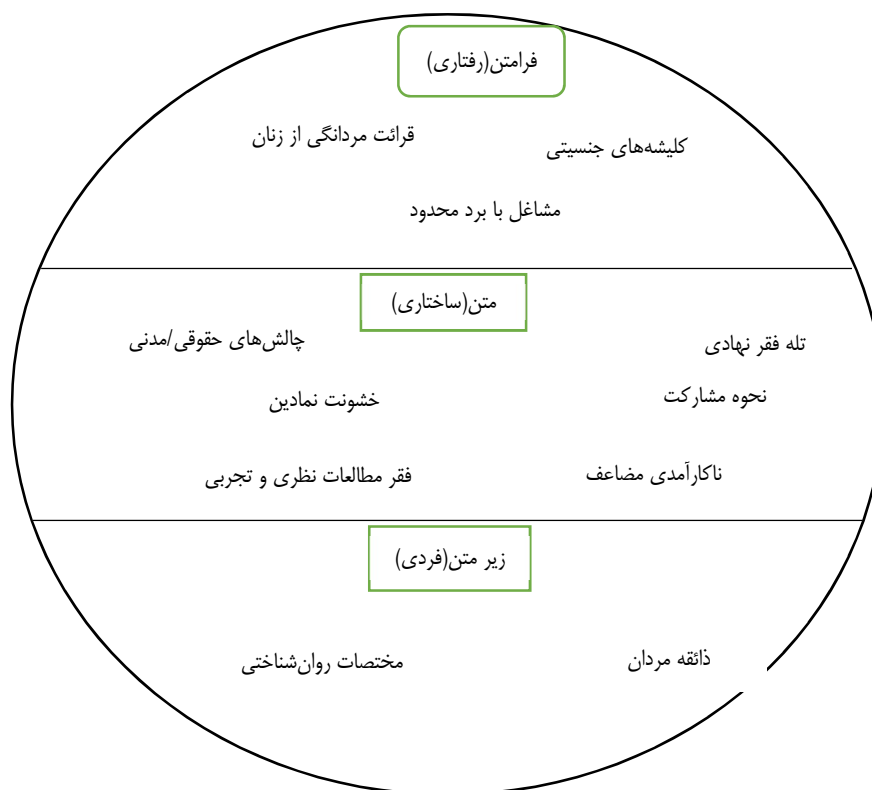 فرامتن(رفتاری)
کلیشه‌های جنسیتی
قرائت مردانگی از زنان
مشاغل با برد محدود
متن(ساختاری)
تله فقر نهادی
چالش‌های حقوقی/مدنی
نحوه مشارکت
خشونت نمادین
ناکارآمدی مضاعف
فقر مطالعات نظری و تجربی
زیر متن(فردی)
ذائقه مردان
مختصات روان‌شناختی